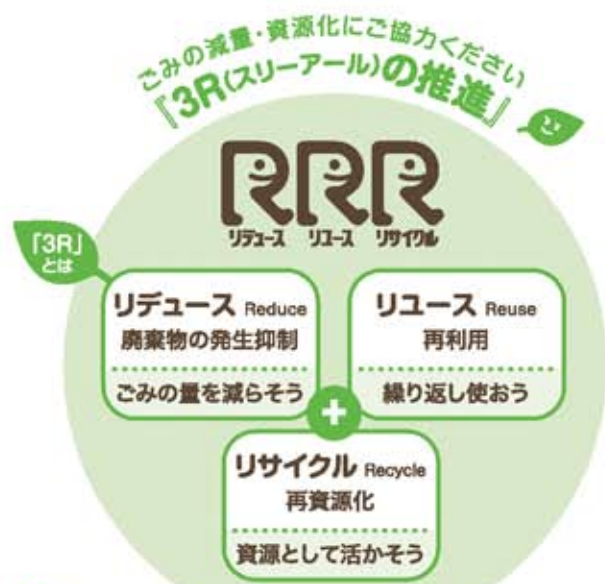 ごみの減量・資源化にご協力ください
『3R(スリーアール)の推進』
RRR
リデュース リユース リサイクル
「3R」
とは
リデュース Reduce
廃棄物の発生抑制
ごみの量を減らそう
リユース Reuse
再利用
繰り返し使おう
+
リサイクル Recycle
再資源化
資源として活かそう